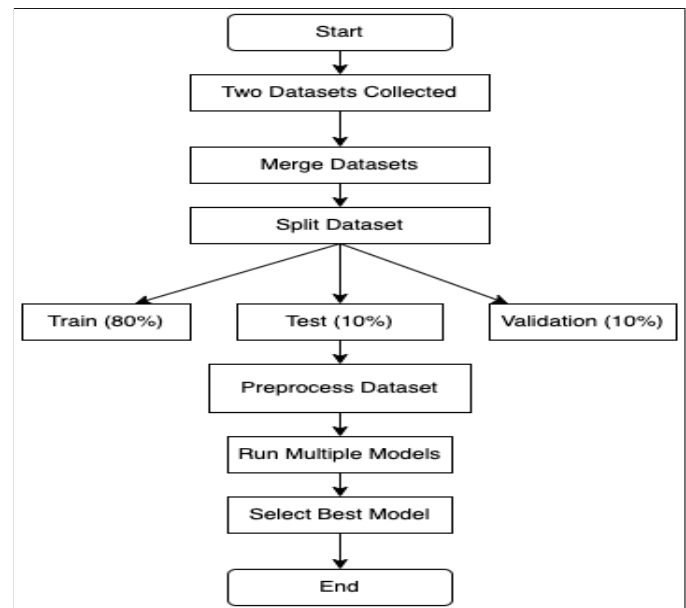 Start
Two Datasets Collected
Merge Datasets
Split Dataset
Train (80%)
Test (10%)
Validation (10%)
Preprocess Dataset
Run Multiple Models
Select Best Model
End